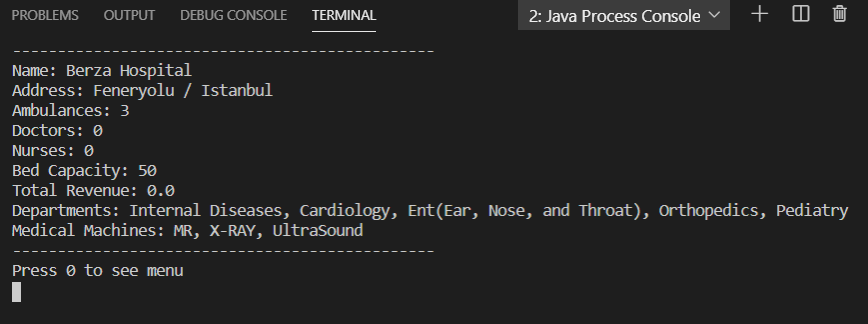 PROBLEMS OUTPUT DEBUG CONSOLE TERMINAL 2: Java Process Console
-----------------------------------------------
Name: Berza Hospital
Address: Feneryolu / Istanbul
Ambulances: 3
Doctors: 0
Nurses: 0
Bed Capacity: 50
Total Revenue: 0.0
Departments: Internal Diseases, Cardiology, Ent(Ear, Nose, and Throat), Orthopedics, Pediatry
Medical Machines: MR, X-RAY, UltraSound
-----------------------------------------------
Press 0 to see menu